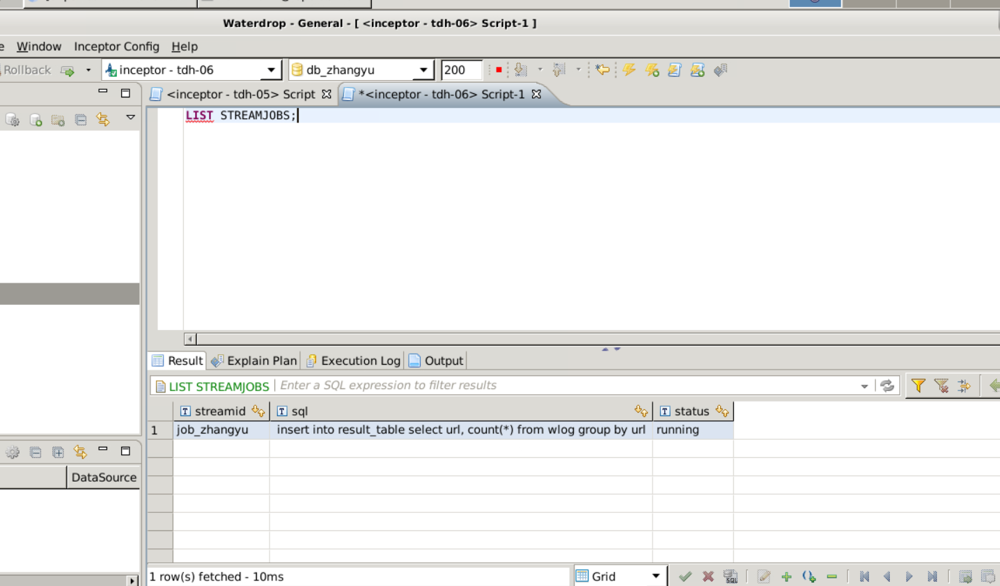 Waterdrop - General - [ <inceptor - tdh-06> Script-1 ]
e Window Inceptor Config Help
Rollback inceptor - tdh-06 db_zhangyu 200
<inceptor - tdh-05> Script *<inceptor - tdh-06> Script-1
LIST STREAMJOBS;
Result Explain Plan Execution Log Output
LIST STREAMJOBS Enter a SQL expression to filter results
streamid sql status
1 job_zhangyu insert into result_table select url, count(*) from wlog group by url running
DataSource
1 row(s) fetched - 10ms Grid